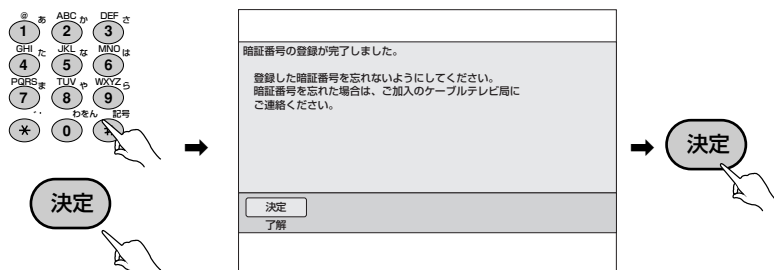 @ あ ABC か DEF さ
1 2 3
GHI た JKL な MNO は
4 5 6
PQRS ま TUV や WXYZ ら
7 8 9
゛゜ わをん 記号
* 0 #
決定
暗証番号の登録が完了しました。
登録した暗証番号を忘れないようにしてください。
暗証番号を忘れた場合は、ご加入のケーブルテレビ局に
ご連絡ください。
決定
了解
決定